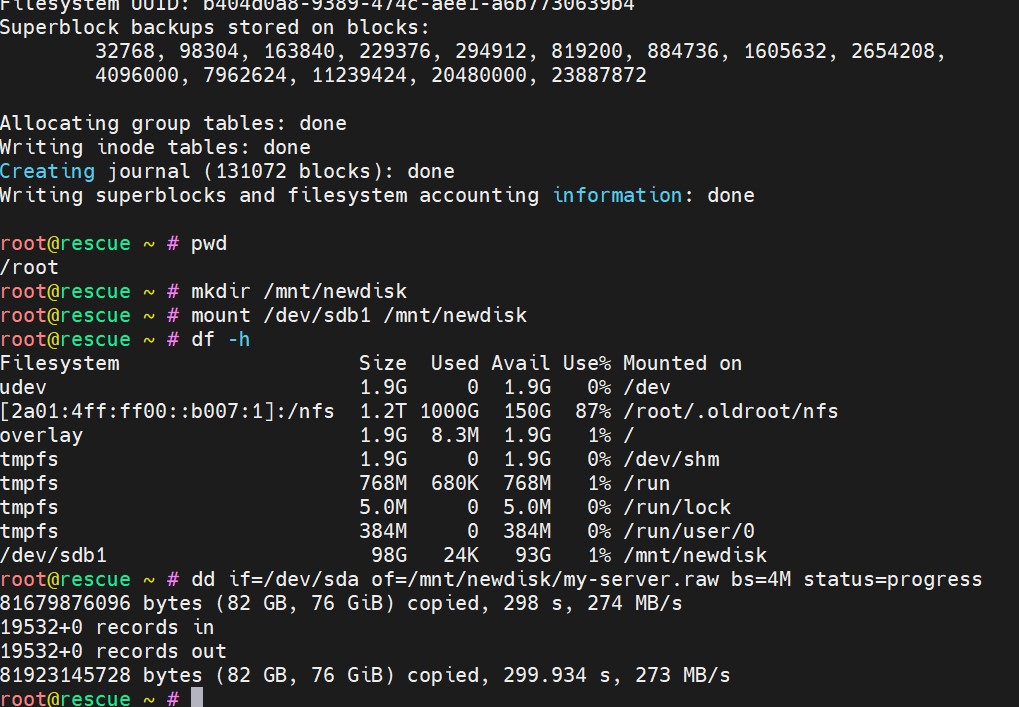 Filesystem UUID: b404d0a8-9389-474c-aee1-a6b7730639b4
Superblock backups stored on blocks:
        32768, 98304, 163840, 229376, 294912, 819200, 884736, 1605632, 2654208,
        4096000, 7962624, 11239424, 20480000, 23887872

Allocating group tables: done
Writing inode tables: done
Creating journal (131072 blocks): done
Writing superblocks and filesystem accounting information: done

root@rescue ~ # pwd
/root
root@rescue ~ # mkdir /mnt/newdisk
root@rescue ~ # mount /dev/sdb1 /mnt/newdisk
root@rescue ~ # df -h
Filesystem                    Size  Used Avail Use% Mounted on
udev                          1.9G     0  1.9G   0% /dev
[2a01:4ff:ff00::b007:1]:/nfs  1.2T 1000G  150G  87% /root/.oldroot/nfs
overlay                       1.9G  8.3M  1.9G   1% /
tmpfs                         1.9G     0  1.9G   0% /dev/shm
tmpfs                         768M  680K  768M   1% /run
tmpfs                         5.0M     0  5.0M   0% /run/lock
tmpfs                         384M     0  384M   0% /run/user/0
/dev/sdb1                      98G   24K   93G   1% /mnt/newdisk
root@rescue ~ # dd if=/dev/sda of=/mnt/newdisk/my-server.raw bs=4M status=progress
81679876096 bytes (82 GB, 76 GiB) copied, 298 s, 274 MB/s
19532+0 records in
19532+0 records out
81923145728 bytes (82 GB, 76 GiB) copied, 299.934 s, 273 MB/s
root@rescue ~ #